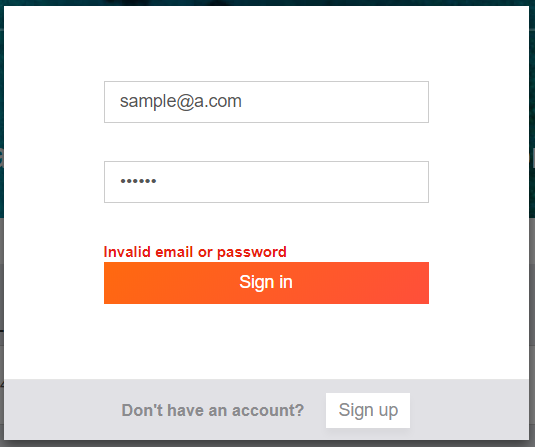 sample@a.com
••••••
Invalid email or password
Sign in
Don't have an account?
Sign up